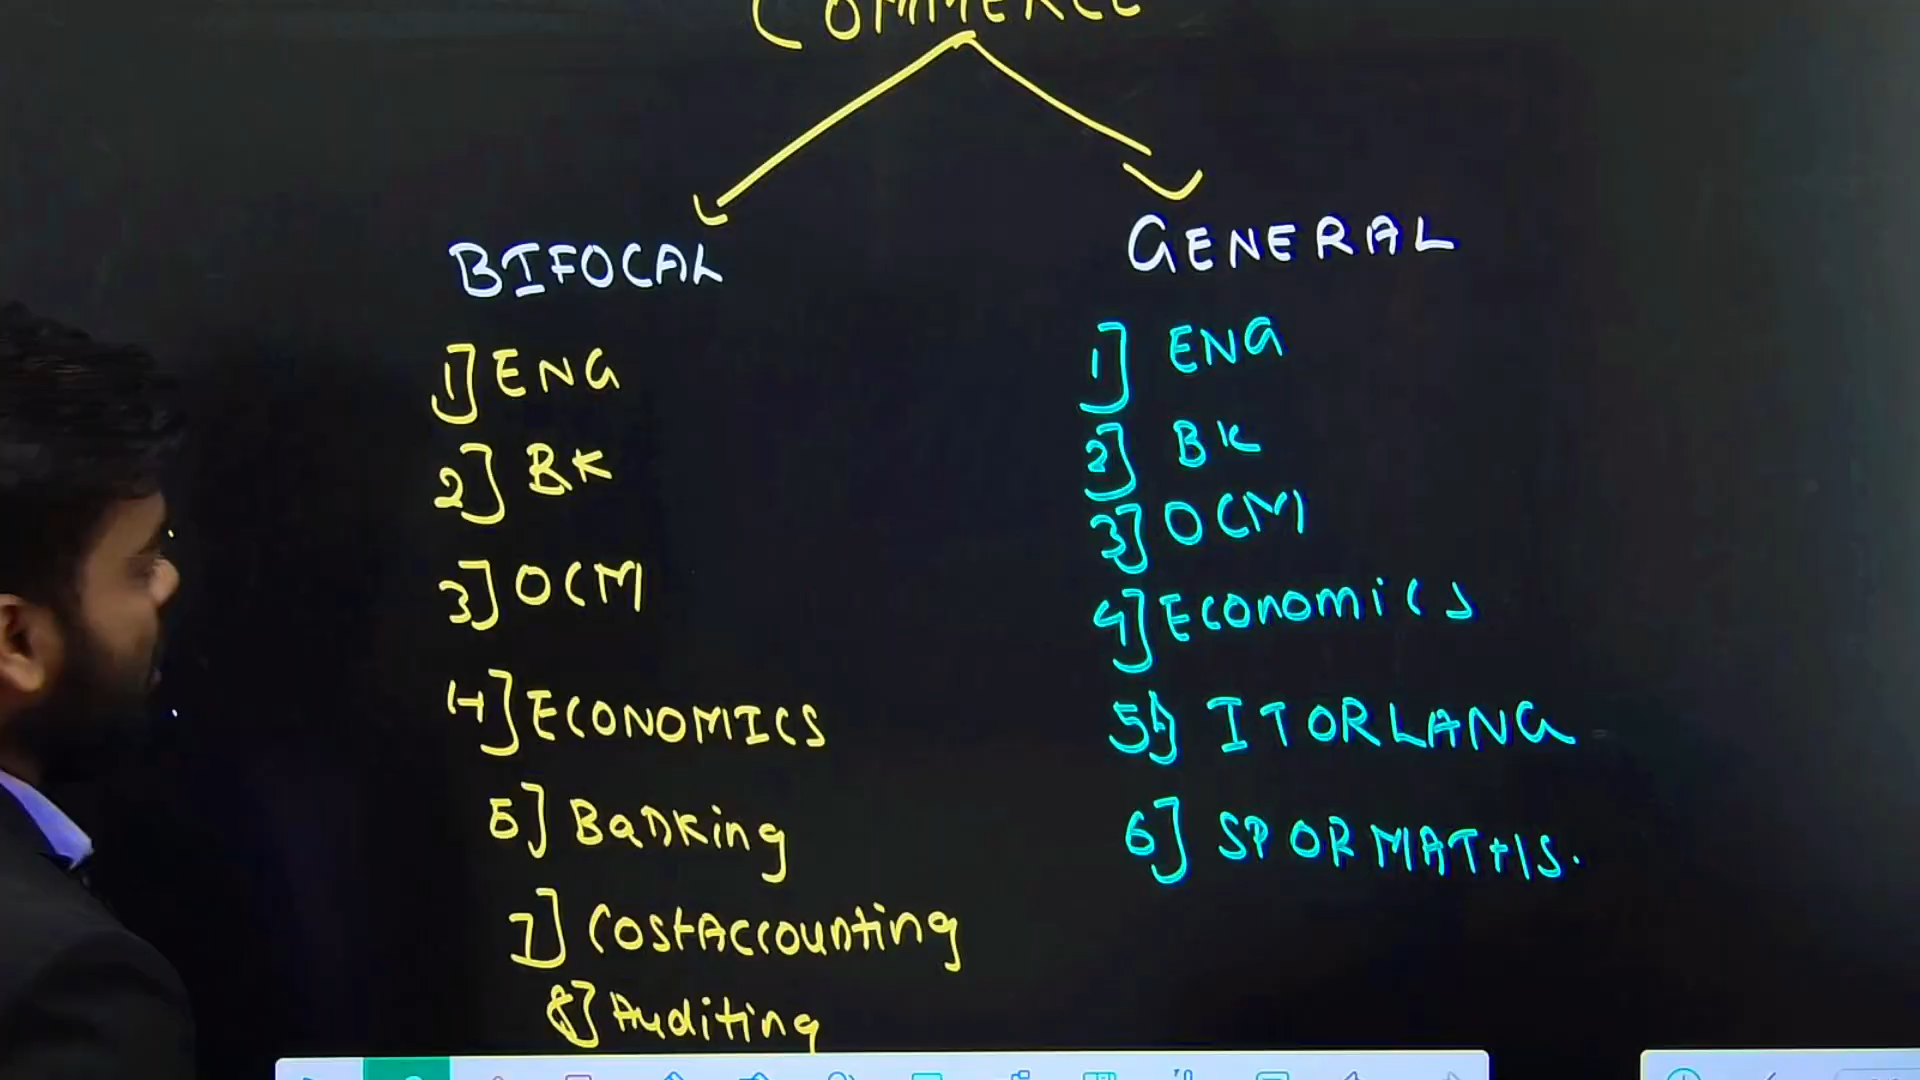 COMMERCE
BIFOCAL
1] ENG
2] BK
3] OCM
4] ECONOMICS
5] Banking
7] CostAccounting
8] Auditing
GENERAL
1] ENG
2] BK
3] OCM
4] Economics
5] IT OR LANG
6] SP OR MATHS.